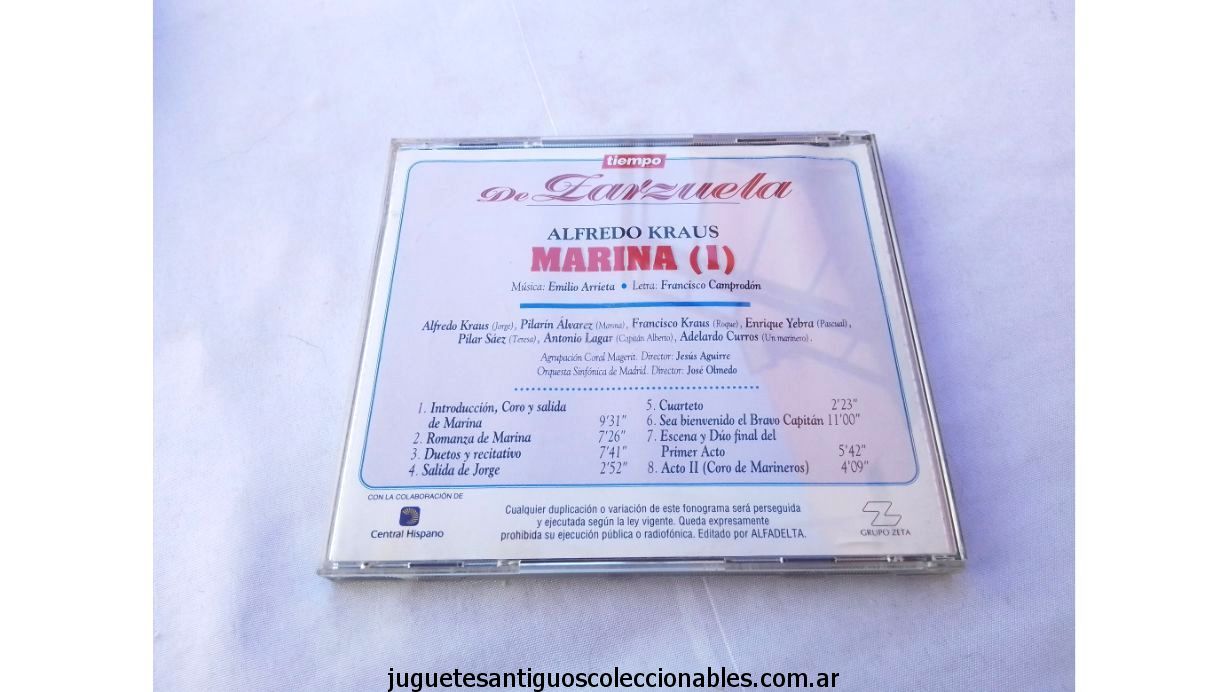 tiempo
De Zarzuela
ALFREDO KRAUS
MARINA (1)
Música: Emilio Arrieta • Letra: Francisco Camprodón
Alfredo Kraus (Jorge), Pilarín Álvarez (Marina), Francisco Kraus (Roque), Enrique Yebra (Pascual),
Pilar Sáez (Teresa), Antonio Lagar (Capitán Alberto), Adelardo Curros (Un marinero).
Agrupación Coral Magerit. Director: Jesús Aguirre
Orquesta Sinfónica de Madrid. Director: José Olmedo
1. Introducción, Coro y salida
de Marina 9'31"
2. Romanza de Marina 7'26"
3. Duetos y recitativo 7'41"
4. Salida de Jorge 2'52"
5. Cuarteto 2'23"
6. Sea bienvenido el Bravo Capitán 11'00"
7. Escena y Dúo final del
Primer Acto 5'42"
8. Acto II (Coro de Marineros) 4'09"
CON LA COLABORACIÓN DE
Central Hispano
Cualquier duplicación o variación de este fonograma será perseguida
y ejecutada según la ley vigente. Queda expresamente
prohibida su ejecución pública o radiofónica. Editado por ALFADELTA.
GRUPO ZETA
juguetesantiguoscoleccionables.com.ar